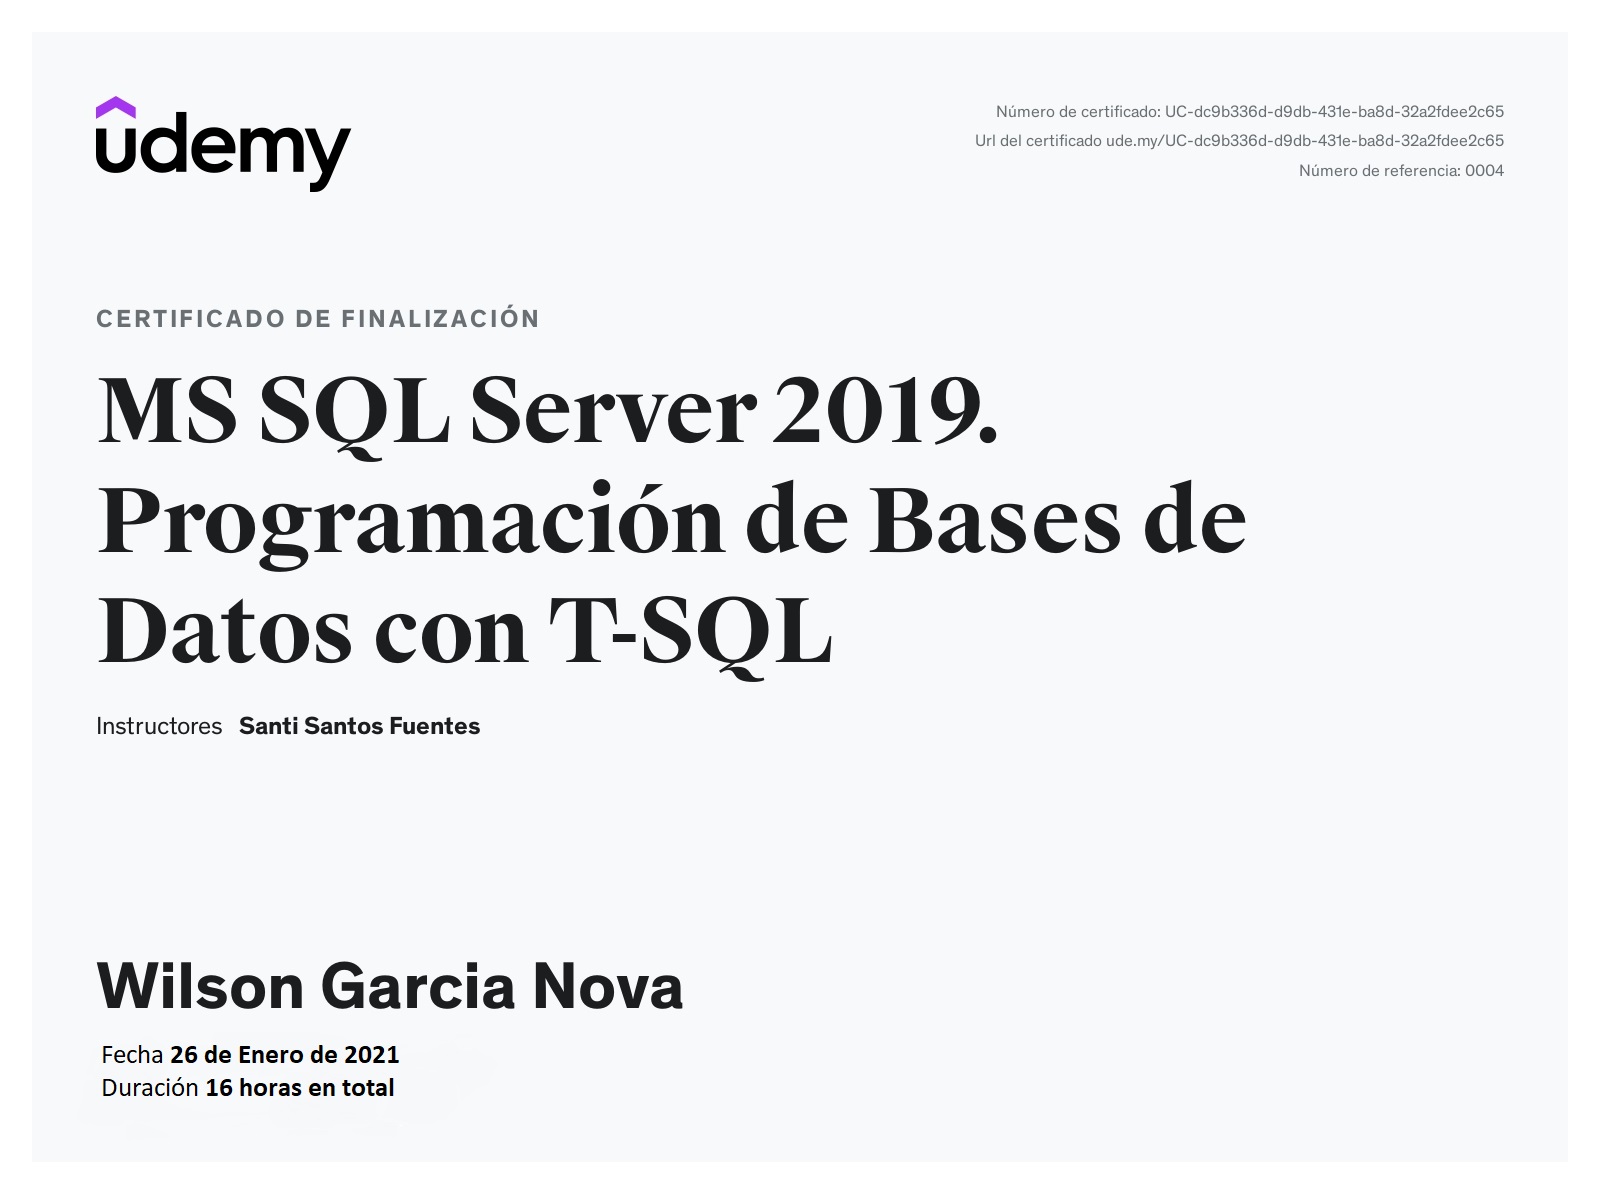 udemy
Número de certificado: UC-dc9b336d-d9db-431e-ba8d-32a2fdee2c65
Url del certificado ude.my/UC-dc9b336d-d9db-431e-ba8d-32a2fdee2c65
Número de referencia: 0004
CERTIFICADO DE FINALIZACIÓN
MS SQL Server 2019.
Programación de Bases de
Datos con T-SQL
Instructores Santi Santos Fuentes
Wilson Garcia Nova
Fecha 26 de Enero de 2021
Duración 16 horas en total